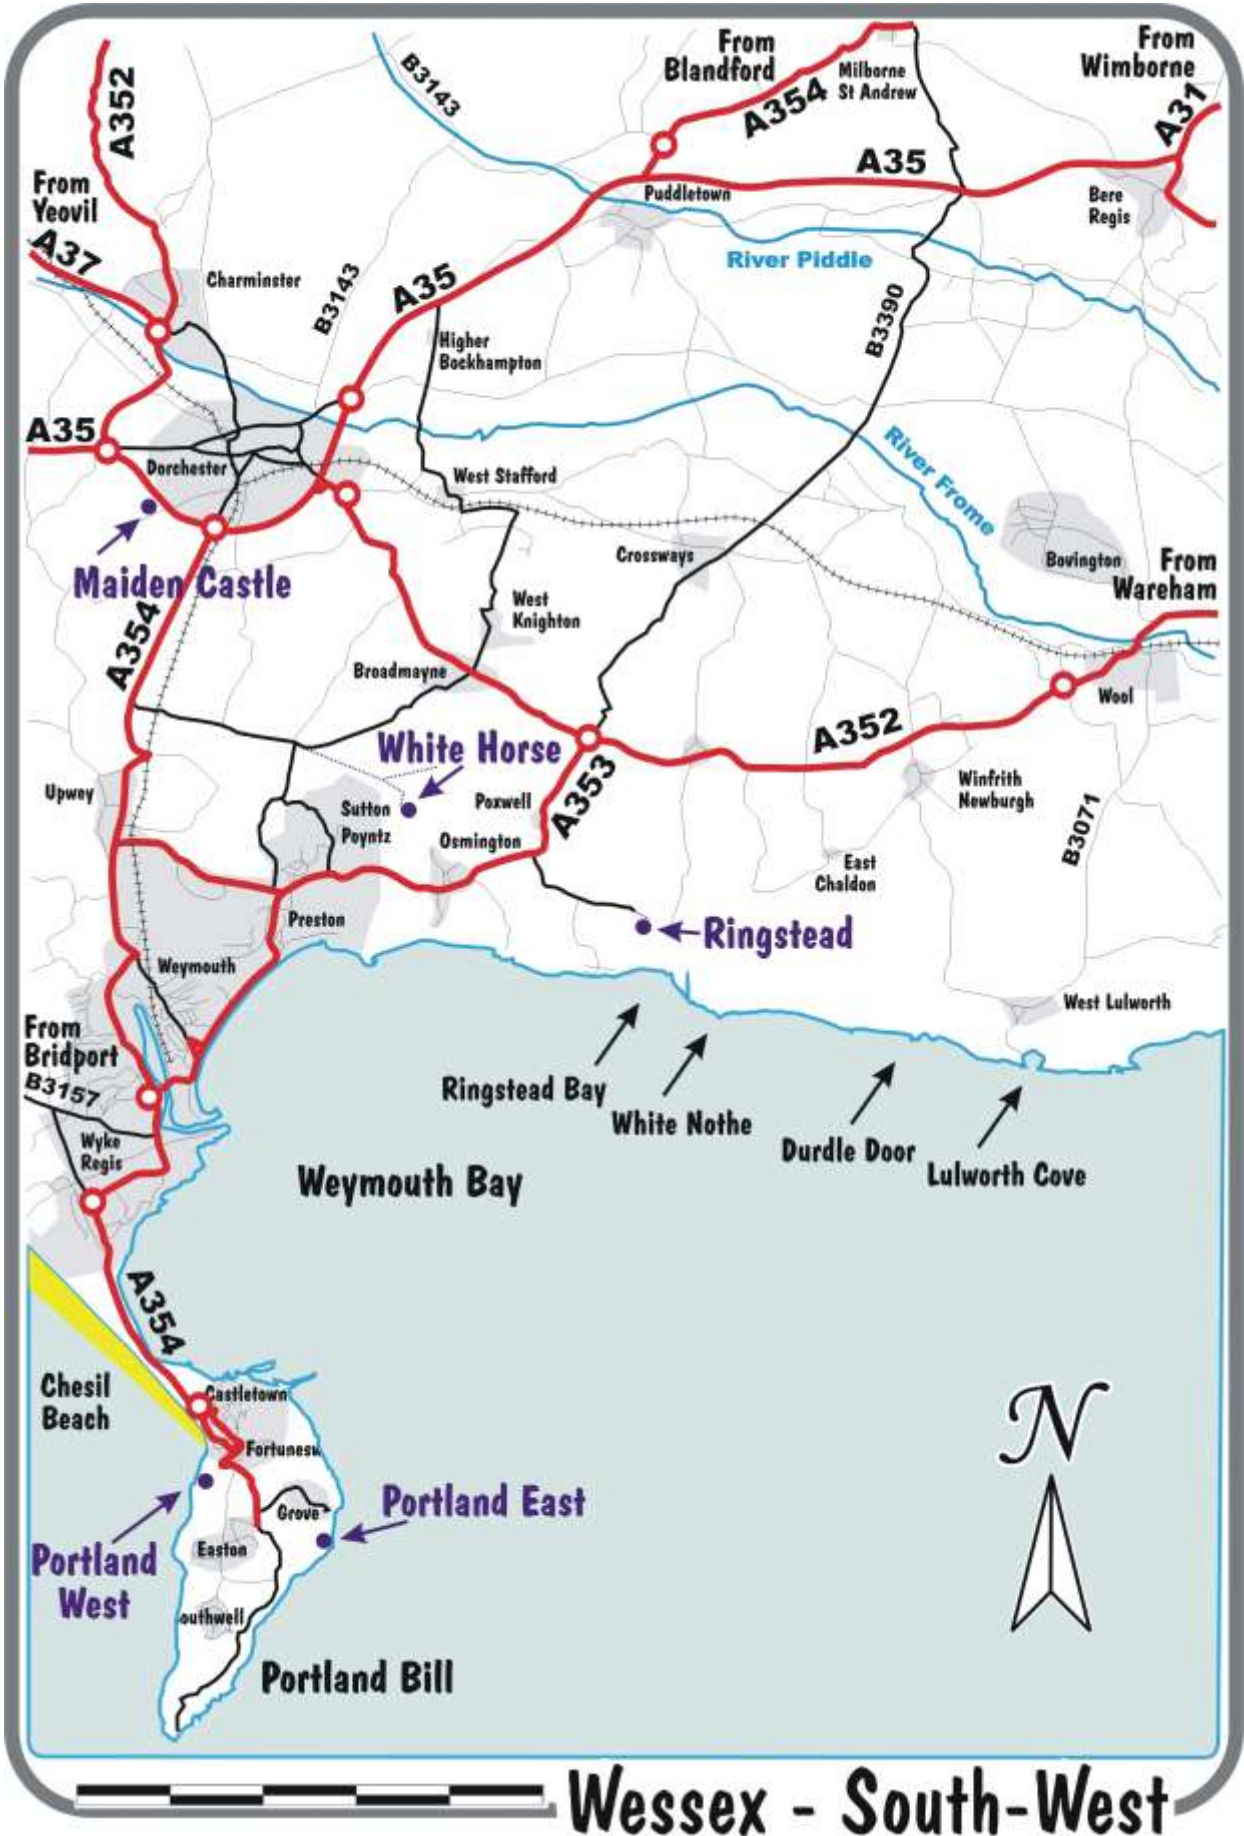 From
Blandford
From
Wimborne
A352
B3143
Milborne
St Andrew
A354
A31
A35
From
Yeovil
Puddletown
Bere
Regis
A37
River Piddle
Charminster
B3143
A35
B3390
Higher
Bockhampton
A35
Dorchester
West Stafford
River Frome
Crossways
Bovington
From
Wareham
Maiden Castle
West
Knighton
A354
Broadmayne
Wool
A352
White Horse
A353
Upwey
Sutton
Poyntz
Poxwell
Winfrith
Newburgh
Osmington
B3071
East
Chaldon
Preston
Ringstead
Weymouth
West Lulworth
From
Bridport
B3157
Ringstead Bay
White Nothe
Durdle Door
Lulworth Cove
Wyke
Regis
Weymouth Bay
A354
Chesil
Beach
Castletown
Fortunesw
N
Portland East
Grove
Portland
West
Easton
outhwell
Portland Bill
Wessex - South-West